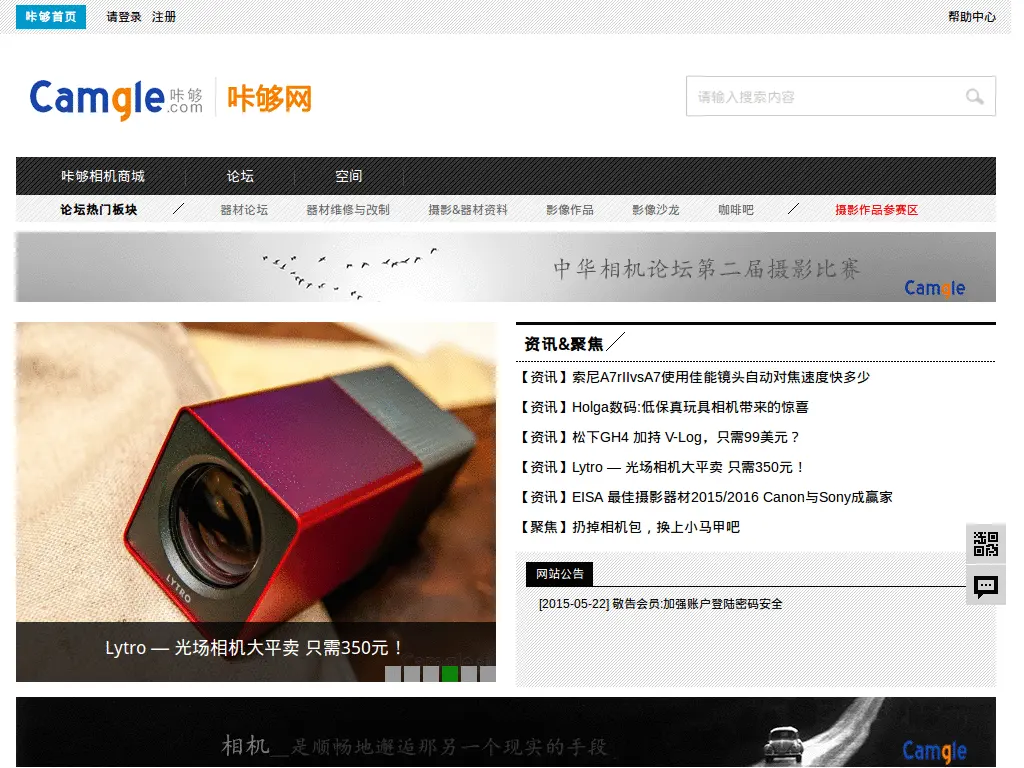 咔够首页 请登录 注册 帮助中心
Camgle 咔够 .com 咔够网
请输入搜索内容
咔够相机商城 论坛 空间
论坛热门板块 器材论坛 器材维修与改制 摄影&器材资料 影像作品 影像沙龙 咖啡吧 摄影作品参赛区
中华相机论坛第二届摄影比赛
Camgle
资讯&聚焦
【资讯】索尼A7rIIvsA7使用佳能镜头自动对焦速度快多少
【资讯】Holga数码:低保真玩具相机带来的惊喜
【资讯】松下GH4 加持 V-Log，只需99美元？
【资讯】Lytro — 光场相机大平卖 只需350元！
【资讯】EISA 最佳摄影器材2015/2016 Canon与Sony成赢家
【聚焦】扔掉相机包，换上小马甲吧
LYTRO
Lytro — 光场相机大平卖 只需350元！
网站公告
[2015-05-22] 敬告会员:加强账户登陆密码安全
相机__是顺畅地邂逅那另一个现实的手段
Camgle